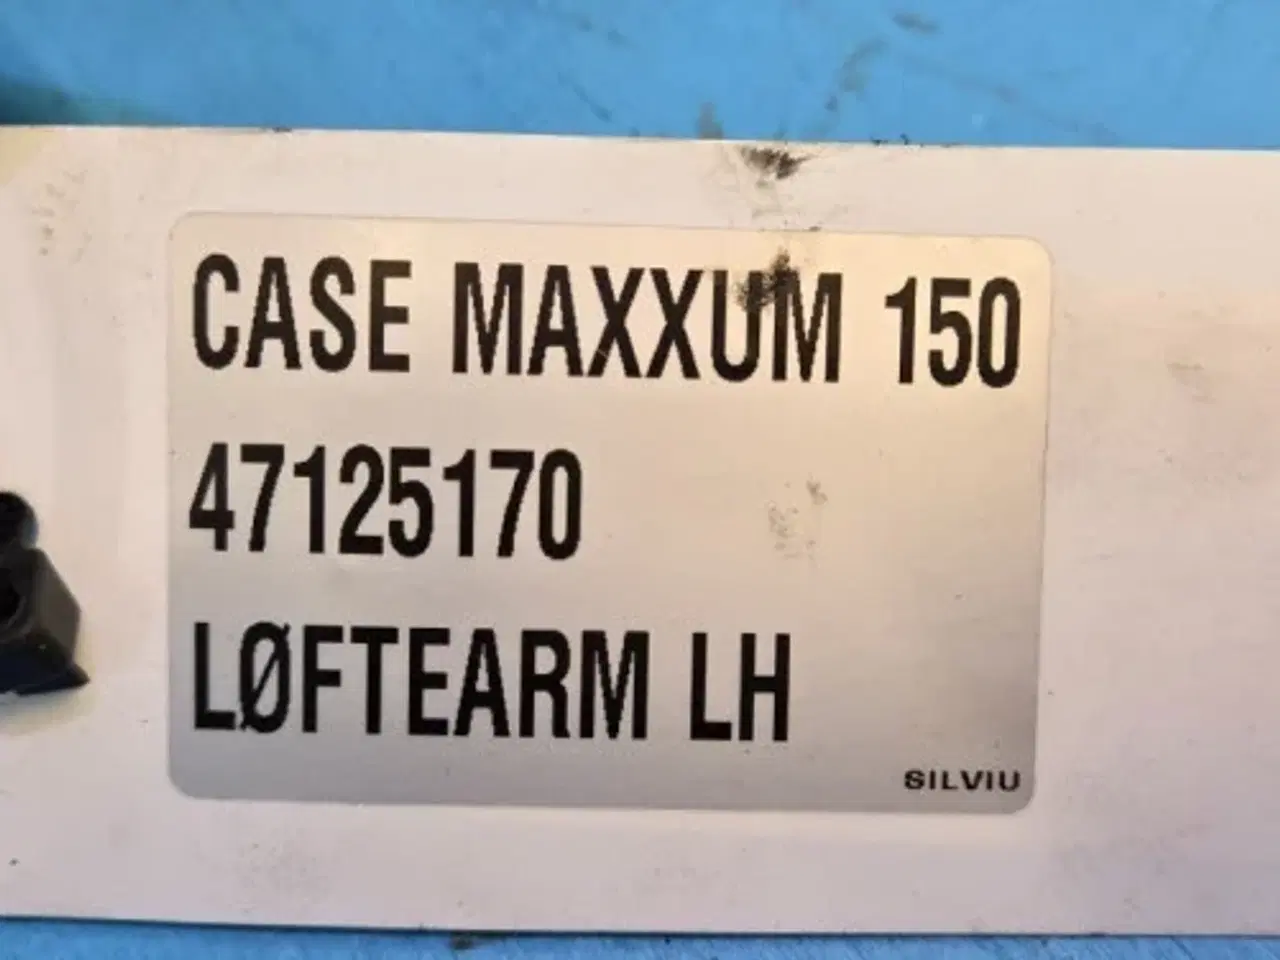 CASE MAXXUM 150
47125170
LØFTEARM LH
SILVIU